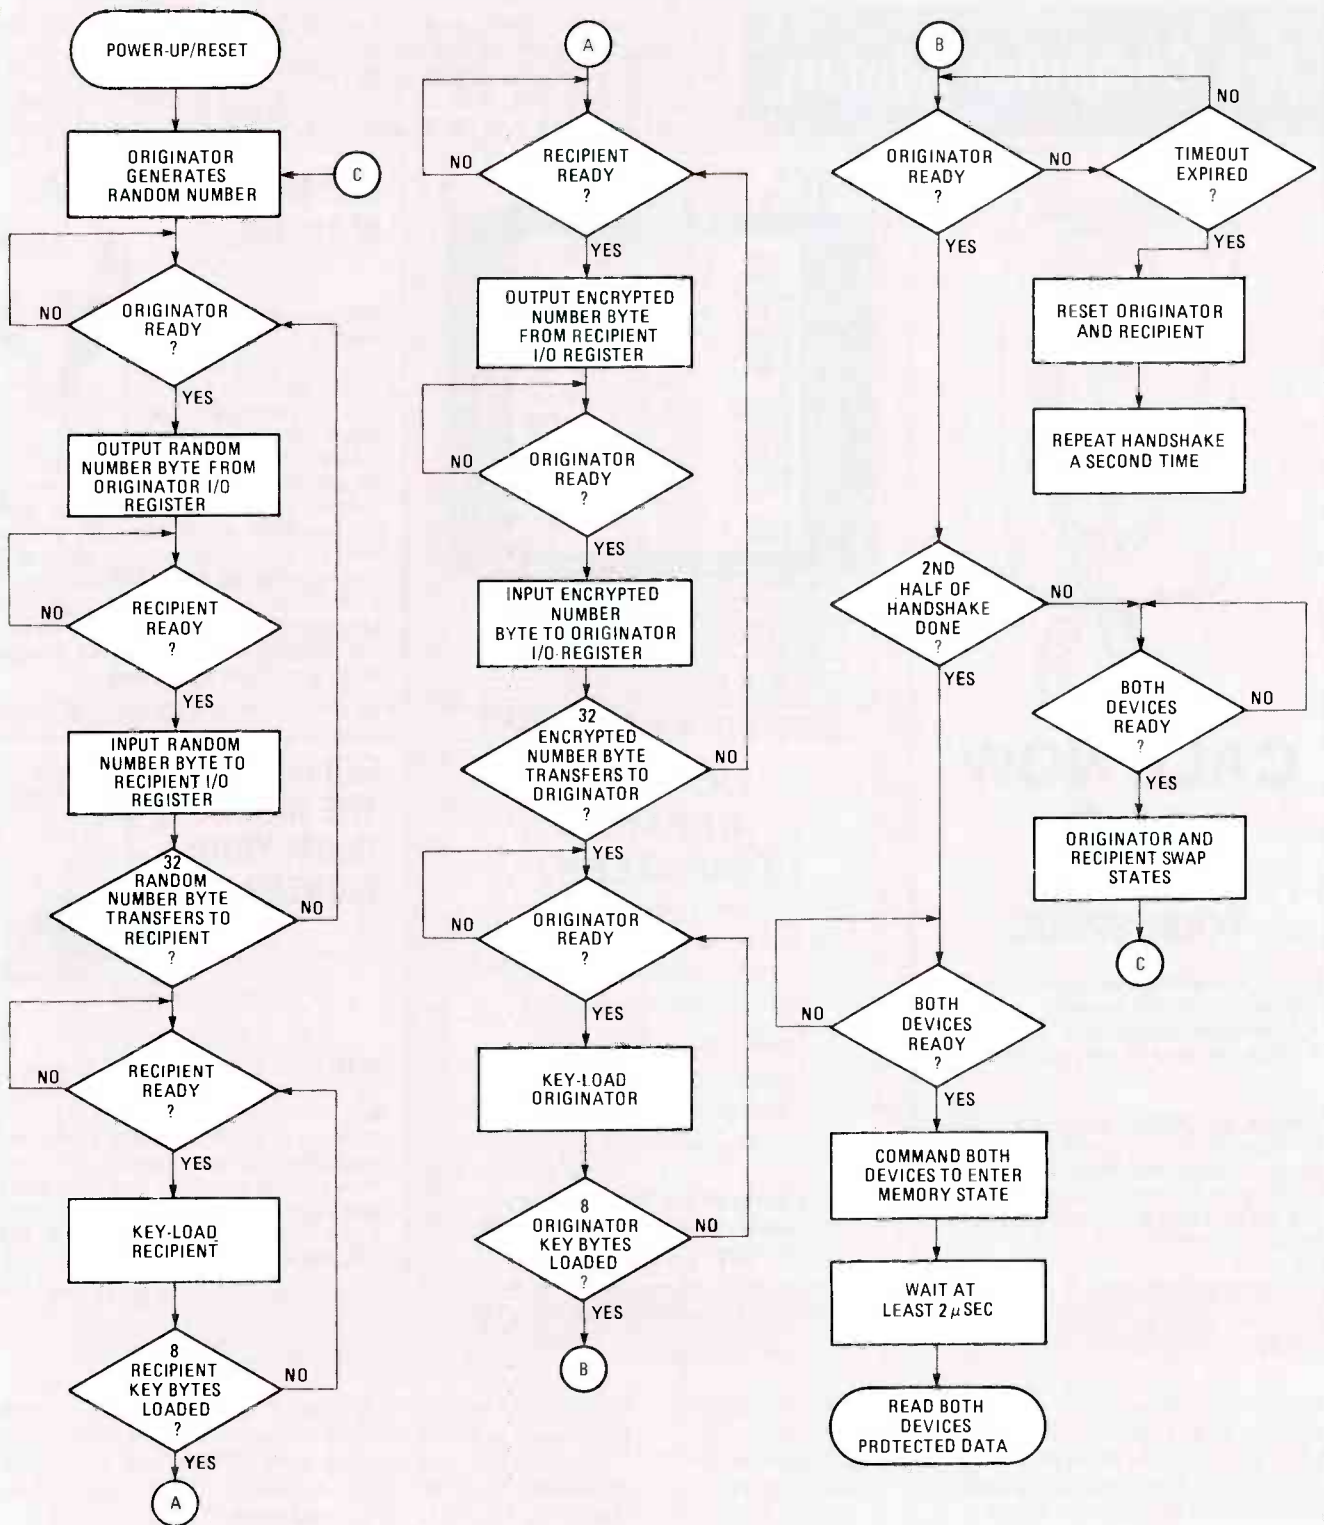 POWER-UP/RESET
ORIGINATOR
GENERATES
RANDOM NUMBER
C
ORIGINATOR
READY
?
NO
YES
OUTPUT RANDOM
NUMBER BYTE FROM
ORIGINATOR I/O
REGISTER
RECIPIENT
READY
?
NO
YES
INPUT RANDOM
NUMBER BYTE TO
RECIPIENT I/O
REGISTER
32
RANDOM
NUMBER BYTE
TRANSFERS TO
RECIPIENT
?
NO
RECIPIENT
READY
?
NO
YES
KEY-LOAD
RECIPIENT
8
RECIPIENT
KEY BYTES
LOADED
?
NO
YES
A
A
RECIPIENT
READY
?
NO
YES
OUTPUT ENCRYPTED
NUMBER BYTE
FROM RECIPIENT
I/O REGISTER
ORIGINATOR
READY
?
NO
YES
INPUT ENCRYPTED
NUMBER
BYTE TO ORIGINATOR
I/O REGISTER
32
ENCRYPTED
NUMBER BYTE
TRANSFERS TO
ORIGINATOR
?
NO
YES
ORIGINATOR
READY
?
NO
YES
KEY-LOAD
ORIGINATOR
8
ORIGINATOR
KEY BYTES
LOADED
?
NO
YES
B
B
ORIGINATOR
READY
?
NO
YES
TIMEOUT
EXPIRED
?
NO
YES
RESET ORIGINATOR
AND RECIPIENT
REPEAT HANDSHAKE
A SECOND TIME
2ND
HALF OF
HANDSHAKE
DONE
?
NO
YES
BOTH
DEVICES
READY
?
NO
YES
ORIGINATOR AND
RECIPIENT SWAP
STATES
C
BOTH
DEVICES
READY
?
NO
YES
COMMAND BOTH
DEVICES TO ENTER
MEMORY STATE
WAIT AT
LEAST 2 μSEC
READ BOTH
DEVICES
PROTECTED DATA